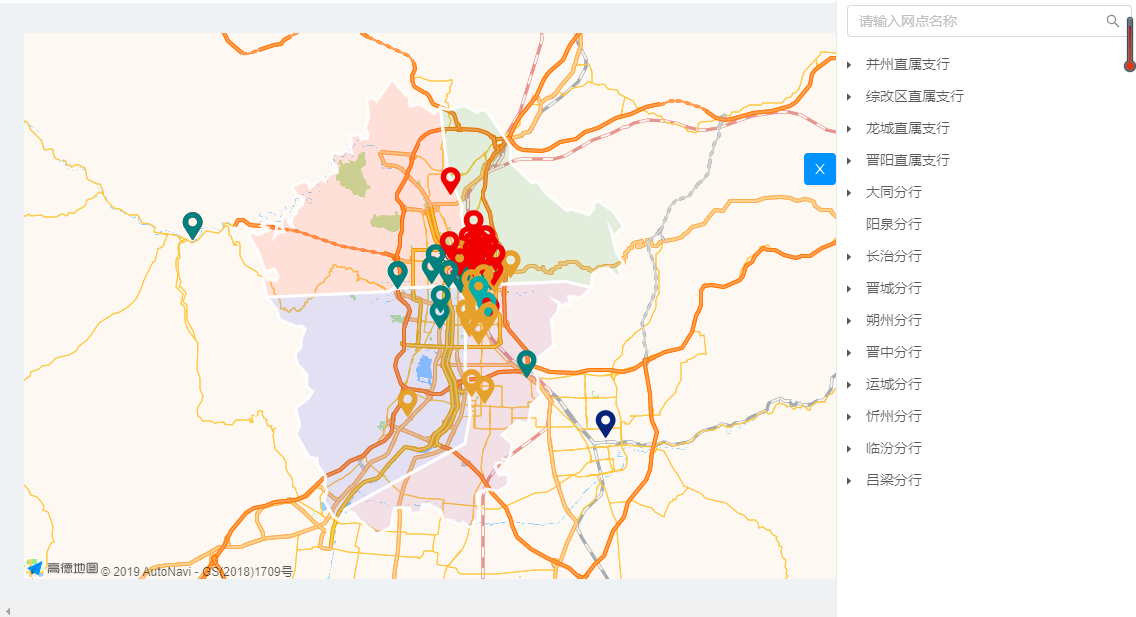 请输入网点名称
并州直属支行
综改区直属支行
龙城直属支行
晋阳直属支行
X
大同分行
阳泉分行
长治分行
晋城分行
朔州分行
晋中分行
运城分行
忻州分行
临汾分行
吕梁分行
高德地图 © 2019 AutoNavi - GS(2018)1709号